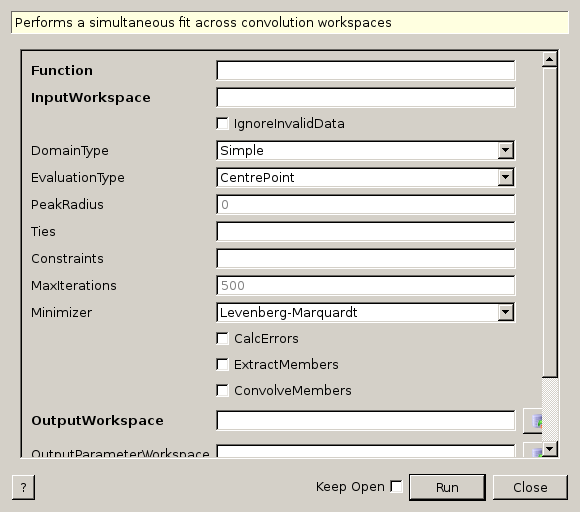 Performs a simultaneous fit across convolution workspaces
Function
InputWorkspace
IgnoreInvalidData
DomainType Simple
EvaluationType CentrePoint
PeakRadius 0
Ties
Constraints
MaxIterations 500
Minimizer Levenberg-Marquardt
CalcErrors
ExtractMembers
ConvolveMembers
OutputWorkspace
OutputParameterWorkspace
? Keep Open Run Close